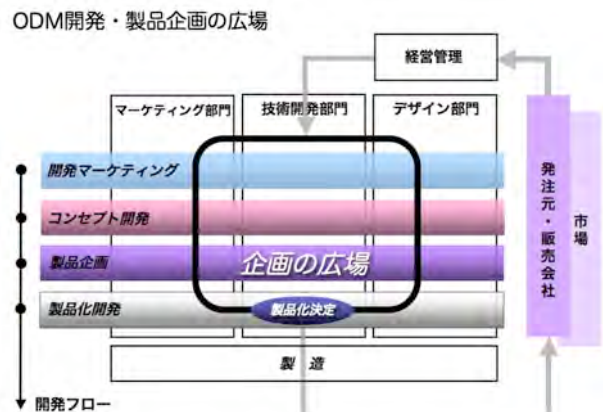 ODM開発・製品企画の広場
経営管理
マーケティング部門
技術開発部門
デザイン部門
開発マーケティング
コンセプト開発
製品企画
企画の広場
製品化開発
製品化決定
製 造
開発フロー
発注元・販売会社
市場